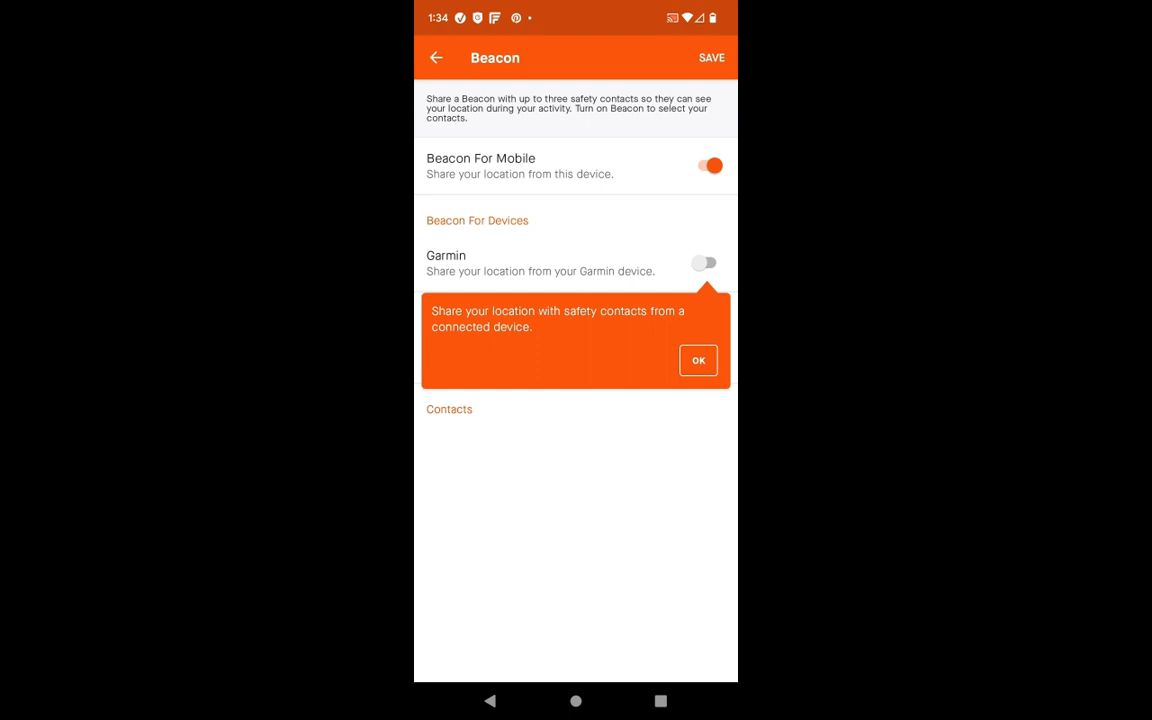 1:34
Beacon
SAVE
Share a Beacon with up to three safety contacts so they can see
your location during your activity. Turn on Beacon to select your
contacts.
Beacon For Mobile
Share your location from this device.
Beacon For Devices
Garmin
Share your location from your Garmin device.
Share your location with safety contacts from a
connected device.
OK
Contacts